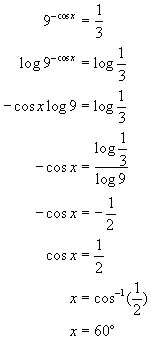 9^{-cos x} = 1/3
log 9^{-cos x} = log 1/3
-cos x log 9 = log 1/3
-cos x = (log 1/3)/(log 9)
-cos x = -1/2
cos x = 1/2
x = cos^{-1}(1/2)
x = 60°